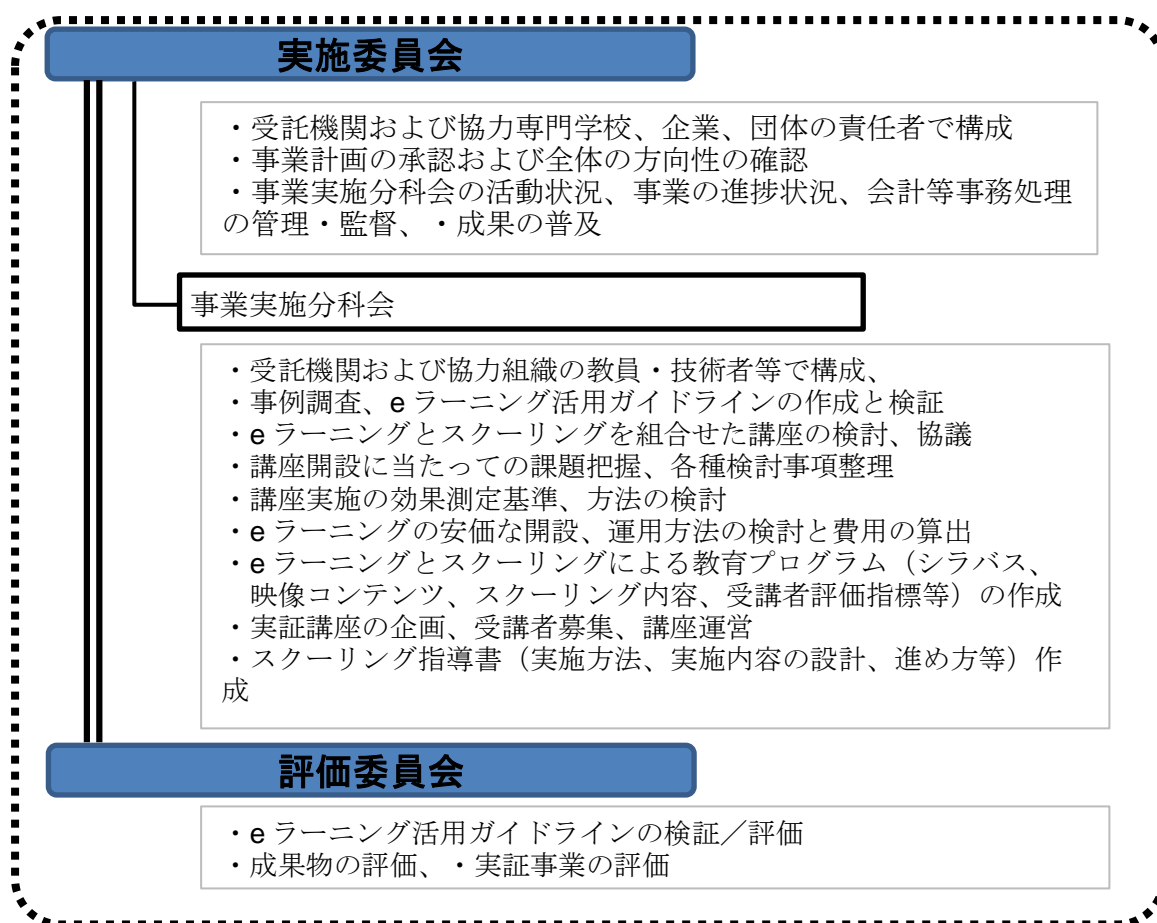 実施委員会
・受託機関および協力専門学校、企業、団体の責任者で構成
・事業計画の承認および全体の方向性の確認
・事業実施分科会の活動状況、事業の進捗状況、会計等事務処理
の管理・監督、・成果の普及
事業実施分科会
・受託機関および協力組織の教員・技術者等で構成、
・事例調査、eラーニング活用ガイドラインの作成と検証
・eラーニングとスクーリングを組合せた講座の検討、協議
・講座開設に当たっての課題把握、各種検討事項整理
・講座実施の効果測定基準、方法の検討
・eラーニングの安価な開設、運用方法の検討と費用の算出
・eラーニングとスクーリングによる教育プログラム（シラバス、
映像コンテンツ、スクーリング内容、受講者評価指標等）の作成
・実証講座の企画、受講者募集、講座運営
・スクーリング指導書（実施方法、実施内容の設計、進め方等）作
成
評価委員会
・eラーニング活用ガイドラインの検証／評価
・成果物の評価、・実証事業の評価